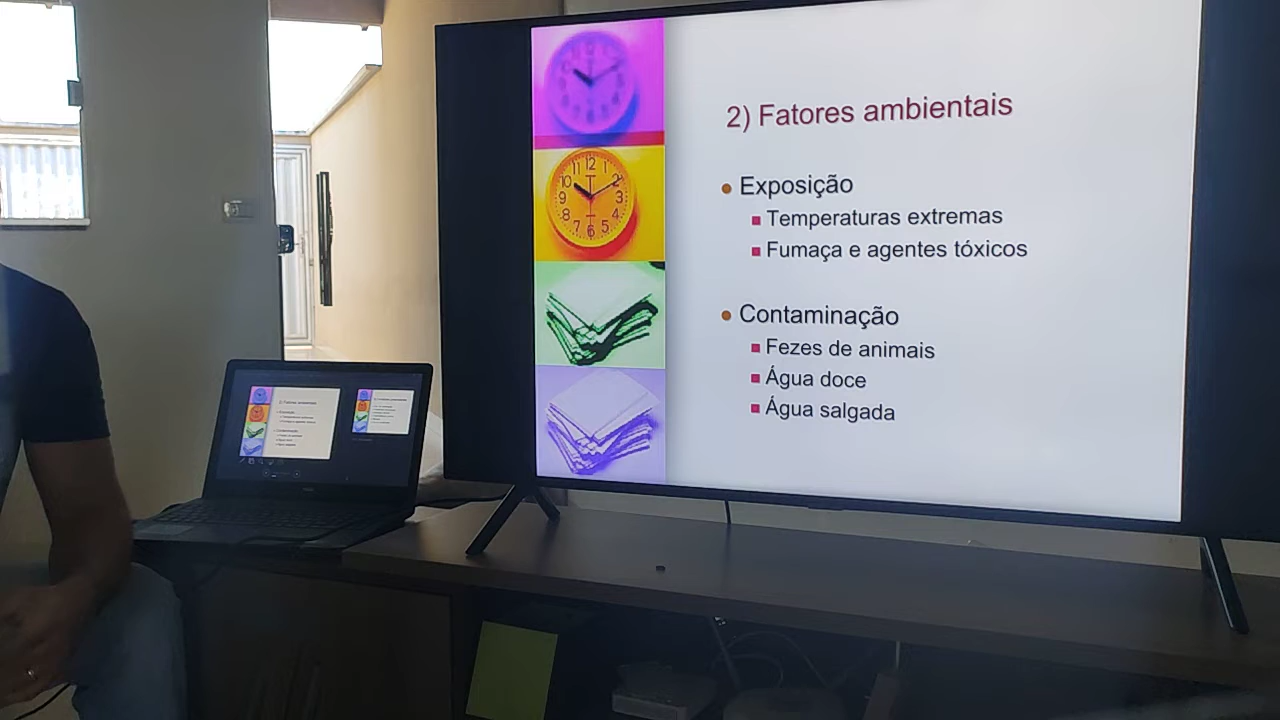 2) Fatores ambientais
Exposição
Temperaturas extremas
Fumaça e agentes tóxicos
Contaminação
Fezes de animais
Água doce
Água salgada